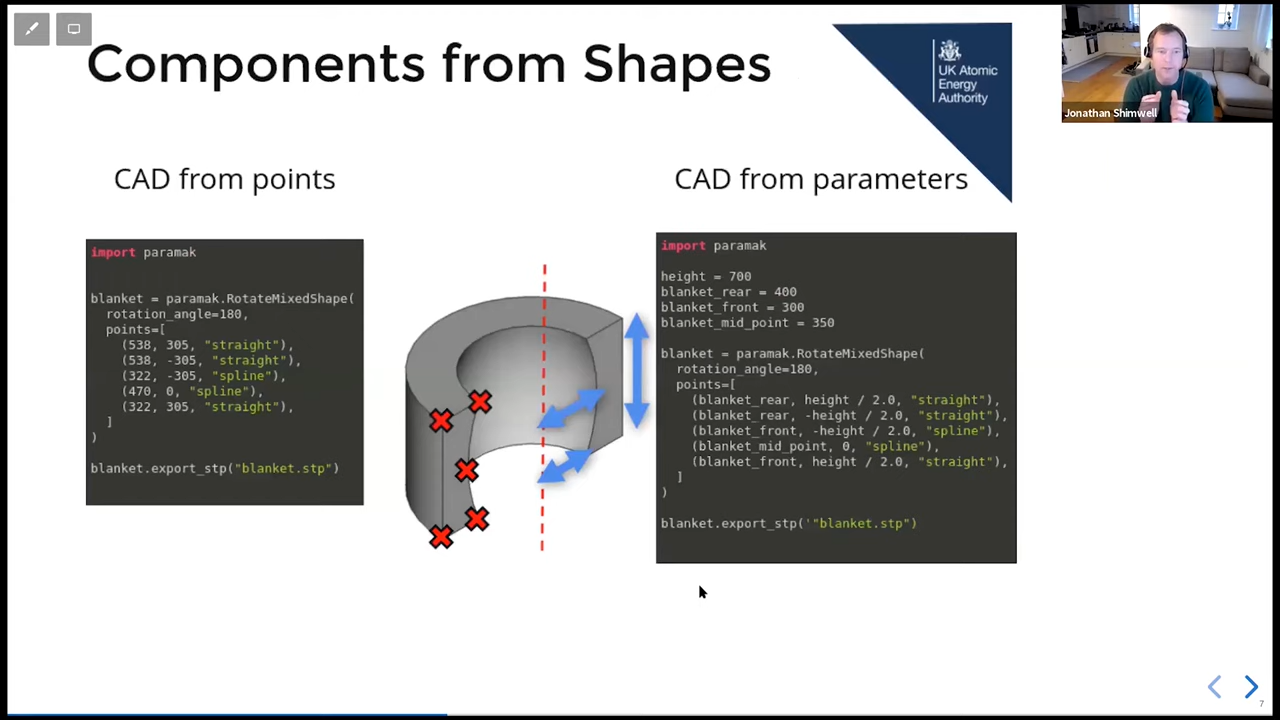 Components from Shapes
UK Atomic
Energy
Authority
Jonathan Shimwell
CAD from points
import paramak
blanket = paramak.RotateMixedShape(
rotation_angle=180,
points=[
(538, 305, "straight"),
(538, -305, "straight"),
(322, -305, "spline"),
(470, 0, "spline"),
(322, 305, "straight"),
]
)
blanket.export_stp("blanket.stp")
CAD from parameters
import paramak
height = 700
blanket_rear = 400
blanket_front = 300
blanket_mid_point = 350
blanket = paramak.RotateMixedShape(
rotation_angle=180,
points=[
(blanket_rear, height / 2.0, "straight"),
(blanket_rear, -height / 2.0, "straight"),
(blanket_front, -height / 2.0, "spline"),
(blanket_mid_point, 0, "spline"),
(blanket_front, height / 2.0, "straight"),
]
)
blanket.export_stp('"blanket.stp")
7